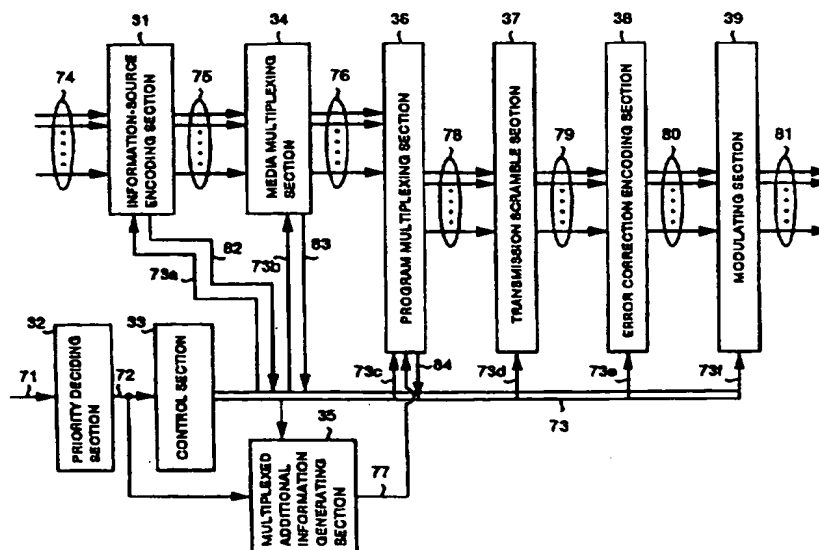 31
34
36
37
38
39
74
INFORMATION-SOURCE
ENCODING SECTION
75
MEDIA MULTIPLEXING
SECTION
76
PROGRAM MULTIPLEXING SECTION
78
TRANSMISSION SCRAMBLE SECTION
79
ERROR CORRECTION ENCODING SECTION
80
MODULATING SECTION
81
82
73a
73b
83
32
33
71
PRIORITY DECIDING
SECTION
72
CONTROL SECTION
73c
84
73d
73e
73f
73
35
MULTIPLEXED
ADDITIONAL
INFORMATION
GENERATING
SECTION
77